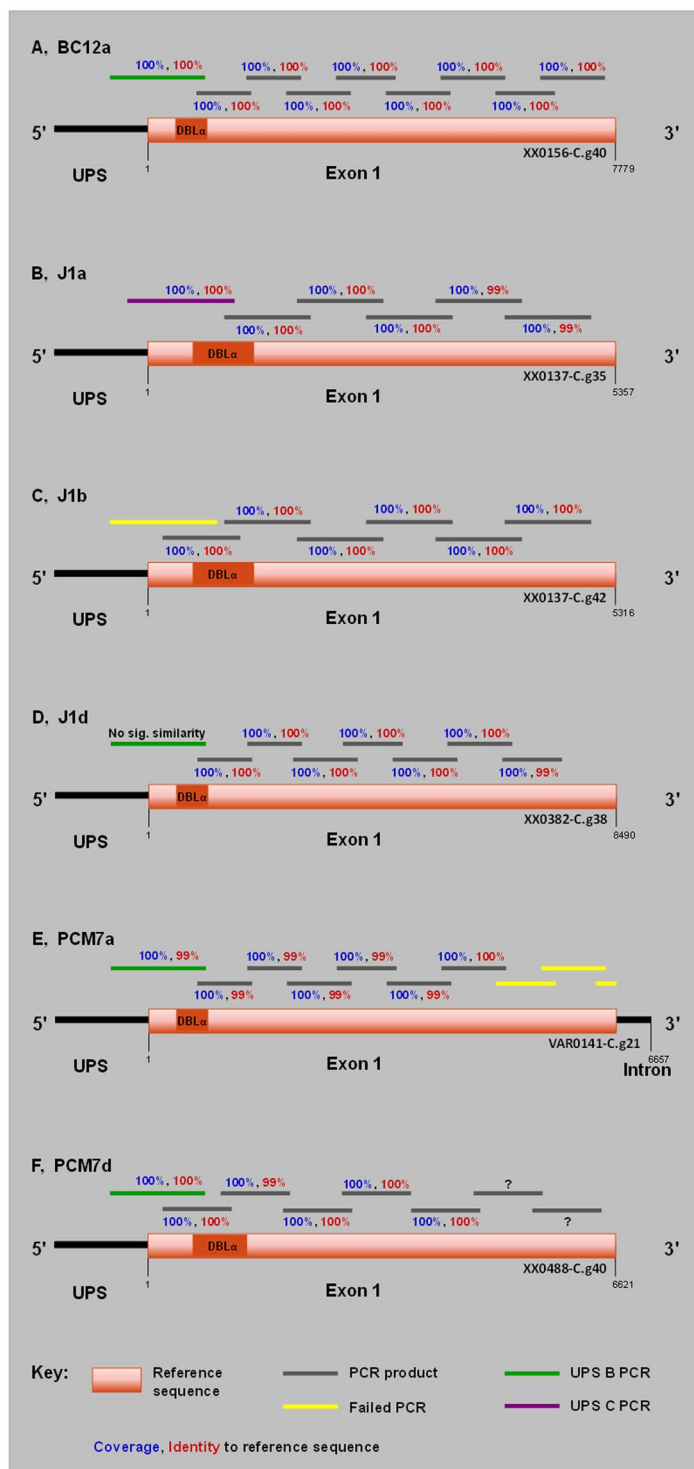 A, BC12a
100%, 100% 100%, 100% 100%, 100% 100%, 100% 100%, 100%
100%, 100% 100%, 100% 100%, 100% 100%, 100%
5' DBLα 3'
XX0156-C.g40
UPS 1 Exon 1 7779
B, J1a
100%, 100% 100%, 100% 100%, 99%
100%, 100% 100%, 100% 100%, 99%
5' DBLα 3'
XX0137-C.g35
UPS 1 Exon 1 5357
C, J1b
100%, 100% 100%, 100% 100%, 100%
100%, 100% 100%, 100% 100%, 100%
5' DBLα 3'
XX0137-C.g42
UPS 1 Exon 1 5316
D, J1d
No sig. similarity 100%, 100% 100%, 100% 100%, 100%
100%, 100% 100%, 100% 100%, 100% 100%, 99%
5' DBLα 3'
XX0382-C.g38
UPS 1 Exon 1 8490
E, PCM7a
100%, 99% 100%, 99% 100%, 99% 100%, 100%
100%, 99% 100%, 99% 100%, 99%
5' DBLα 3'
VAR0141-C.g21
UPS 1 Exon 1 6657 Intron
F, PCM7d
100%, 100% 100%, 99% 100%, 100% ?
100%, 100% 100%, 100% 100%, 100% ?
5' DBLα 3'
XX0488-C.g40
UPS 1 Exon 1 6621
Key: Reference sequence PCR product UPS B PCR
Failed PCR UPS C PCR
Coverage, Identity to reference sequence